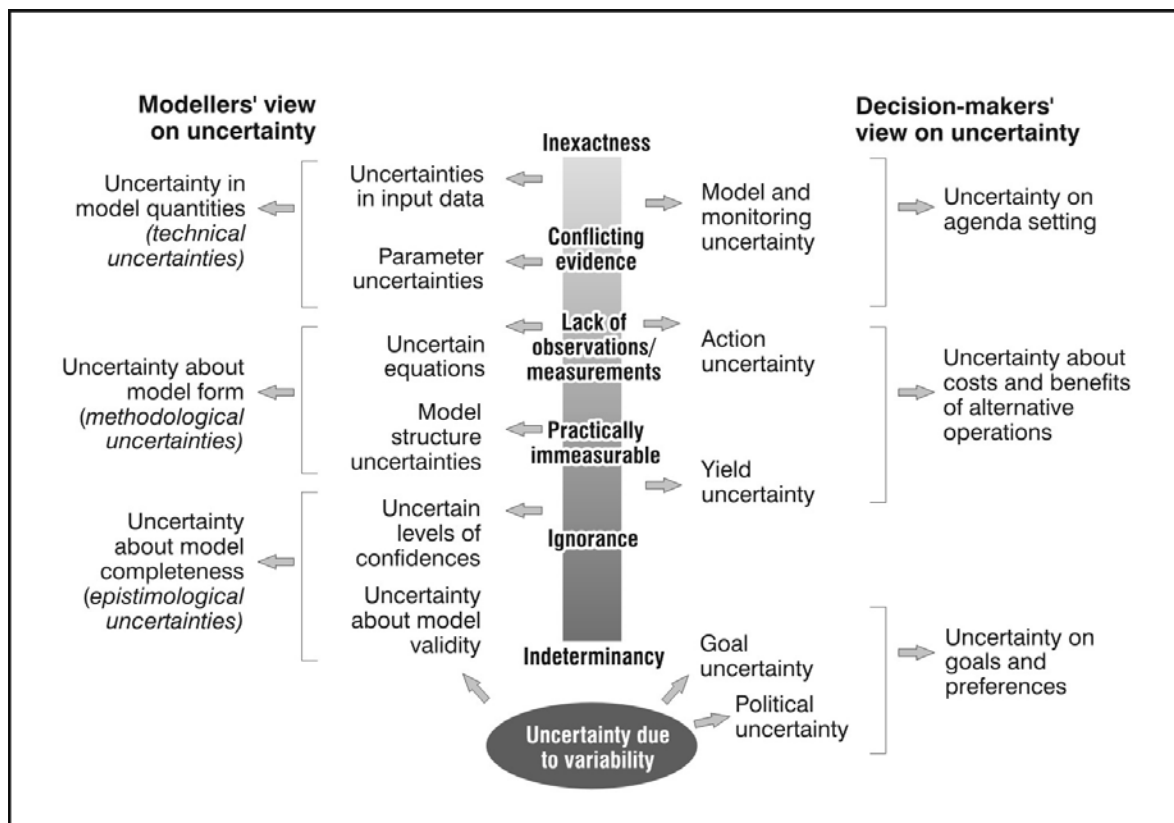 Modellers' view
on uncertainty
Uncertainty in
model quantities
(technical
uncertainties)
Uncertainty about
model form
(methodological
uncertainties)
Uncertainty
about model
completeness
(epistimological
uncertainties)
Uncertainties
in input data
Parameter
uncertainties
Uncertain
equations
Model
structure
uncertainties
Uncertain
levels of
confidences
Uncertainty
about model
validity
Inexactness
Conflicting
evidence
Lack of
observations/
measurements
Practically
immeasurable
Ignorance
Indeterminancy
Uncertainty due
to variability
Model and
monitoring
uncertainty
Action
uncertainty
Yield
uncertainty
Goal
uncertainty
Political
uncertainty
Decision-makers'
view on uncertainty
Uncertainty on
agenda setting
Uncertainty about
costs and benefits
of alternative
operations
Uncertainty on
goals and
preferences